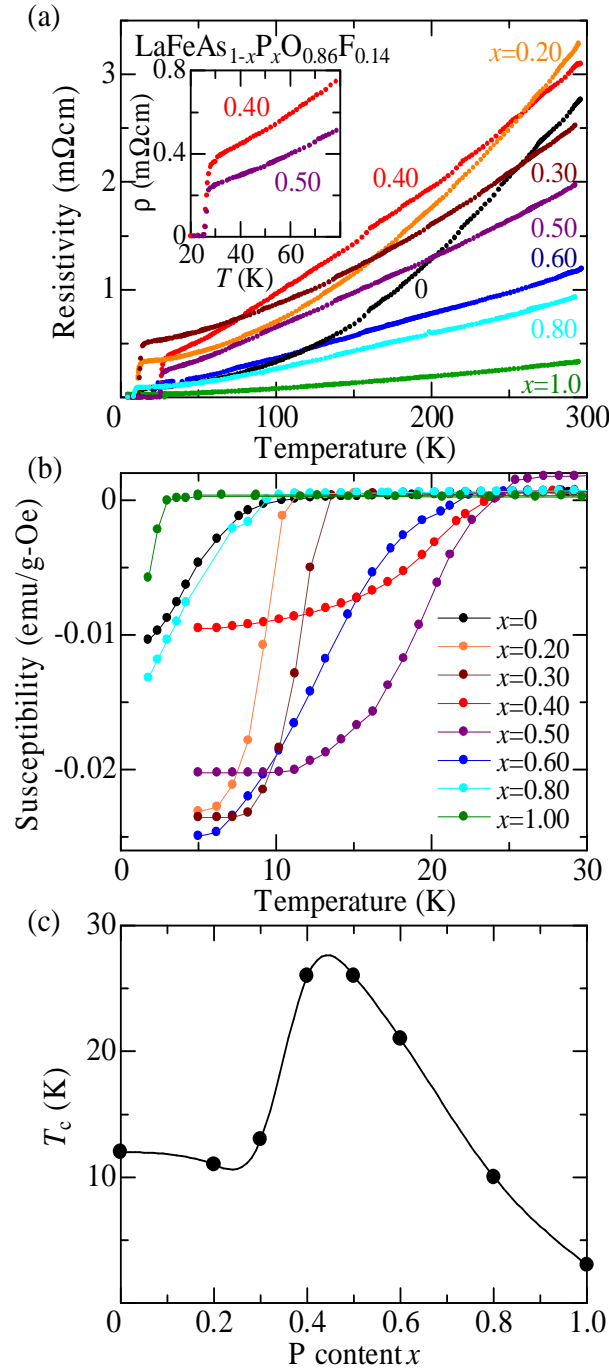 (a)
LaFeAs1-xPxO0.86F0.14
x=0.20
0.8
0.40
0.4
0.50
0
20 40 60
ρ (mΩcm)
T (K)
0.40
0.30
0.50
0.60
0
0.80
x=1.0
3
2
1
Resistivity (mΩcm)
100 200 300
Temperature (K)
(b)
0
-0.01
-0.02
Susceptibility (emu/g-Oe)
x=0
x=0.20
x=0.30
x=0.40
x=0.50
x=0.60
x=0.80
x=1.00
0 10 20 30
Temperature (K)
(c)
30
20
10
Tc (K)
0 0.2 0.4 0.6 0.8 1.0
P content x